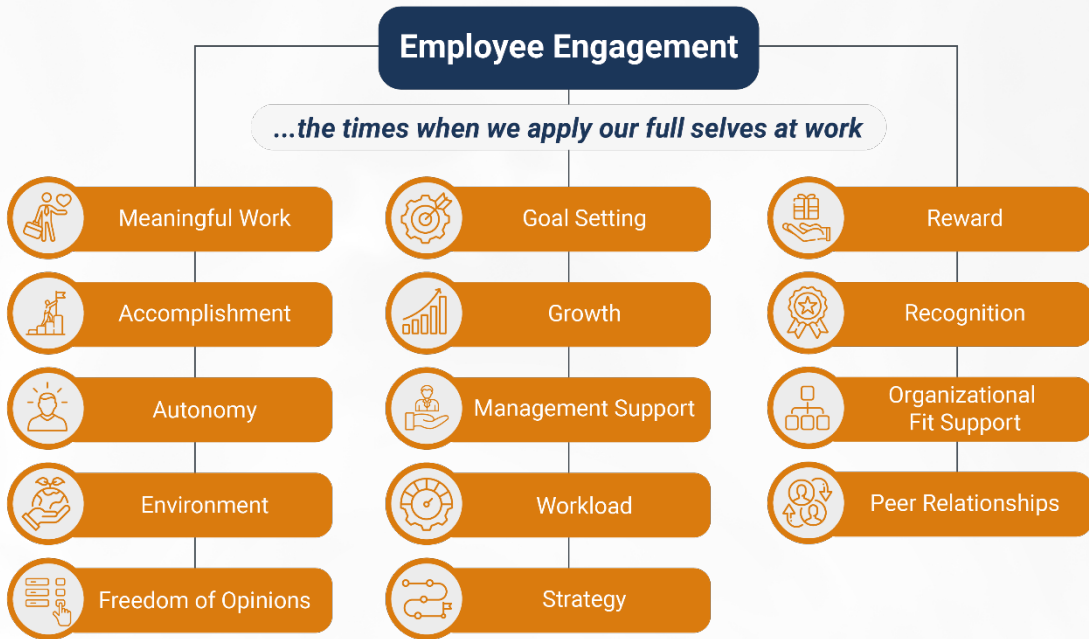 Employee Engagement
...the times when we apply our full selves at work
Meaningful Work
Accomplishment
Autonomy
Environment
Freedom of Opinions
Goal Setting
Growth
Management Support
Workload
Strategy
Reward
Recognition
Organizational
Fit Support
Peer Relationships